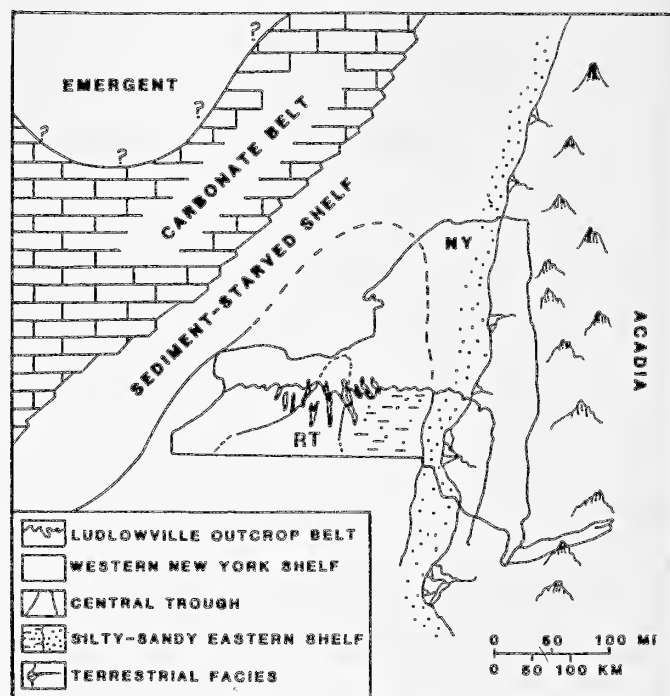 EMERGENT
CARBONATE BELT
SEDIMENT-STARVED SHELF
NY
ACADIA
RT
LUDLOWVILLE OUTCROP BELT
WESTERN NEW YORK SHELF
CENTRAL TROUGH
SILTY-SANDY EASTERN SHELF
TERRESTRIAL FACIES
? ? ? ?
0 50 100 MI
0 50 100 KM